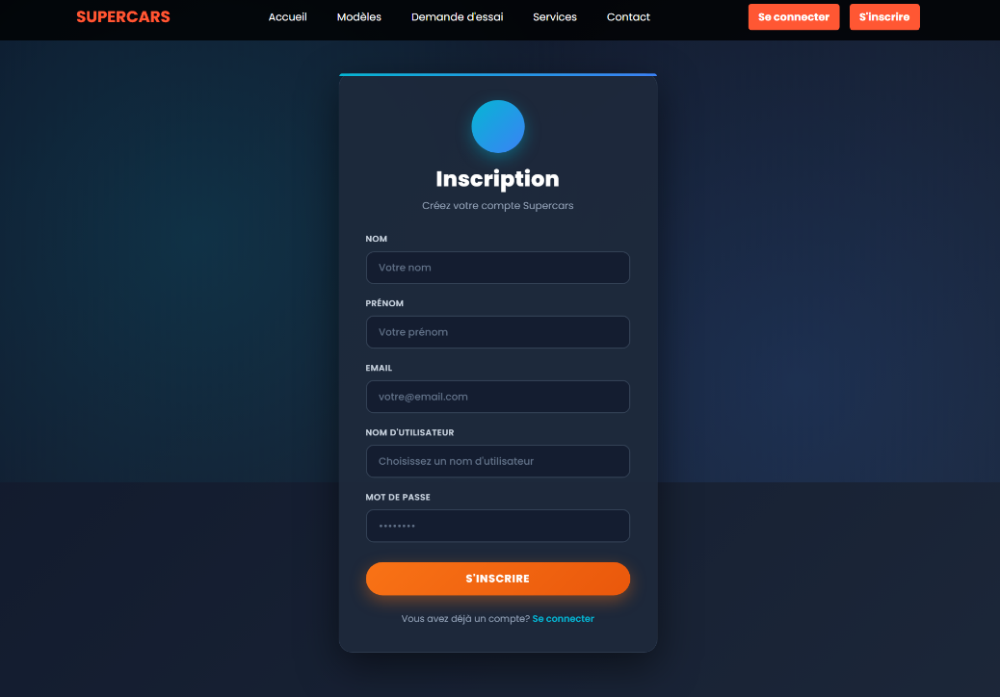 SUPERCARS
Accueil
Modèles
Demande d'essai
Services
Contact
Se connecter
S'inscrire
Inscription
Créez votre compte Supercars
NOM
Votre nom
PRÉNOM
Votre prénom
EMAIL
votre@email.com
NOM D'UTILISATEUR
Choisissez un nom d'utilisateur
MOT DE PASSE
••••••••
S'INSCRIRE
Vous avez déjà un compte? Se connecter